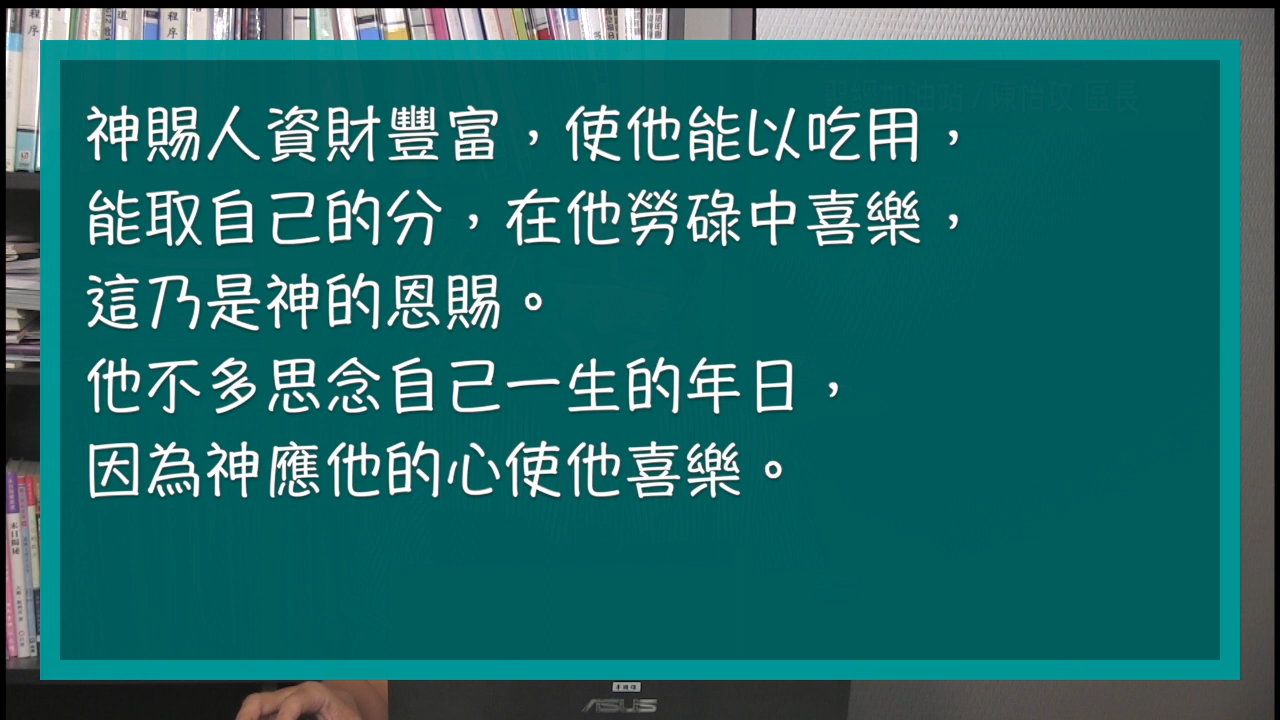 神賜人資財豐富，使他能以吃用，
能取自己的分，在他勞碌中喜樂，
這乃是神的恩賜。
他不多思念自己一生的年日，
因為神應他的心使他喜樂。
ASUS